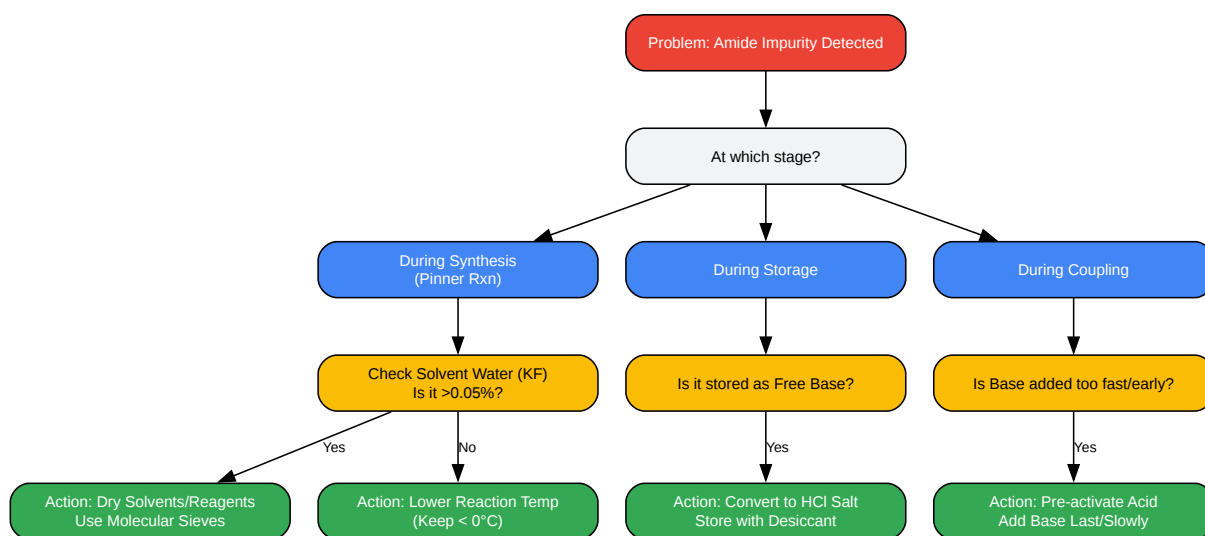 Problem: Amide Impurity Detected
At which stage?
During Synthesis
(Pinner Rxn)
During Storage
During Coupling
Check Solvent Water (KF)
Is it >0.05%?
Is it stored as Free Base?
Is Base added too fast/early?
Yes
No
Yes
Yes
Action: Dry Solvents/Reagents
Use Molecular Sieves
Action: Lower Reaction Temp
(Keep < 0°C)
Action: Convert to HCl Salt
Store with Desiccant
Action: Pre-activate Acid
Add Base Last/Slowly